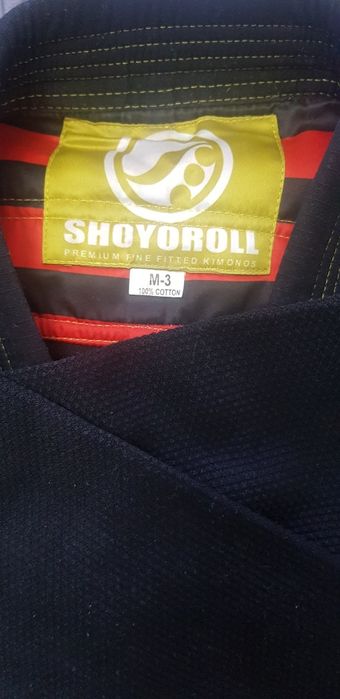 SHOYOROLL
PREMIUM FINE FITTED KIMONOS
M-3
100% COTTON